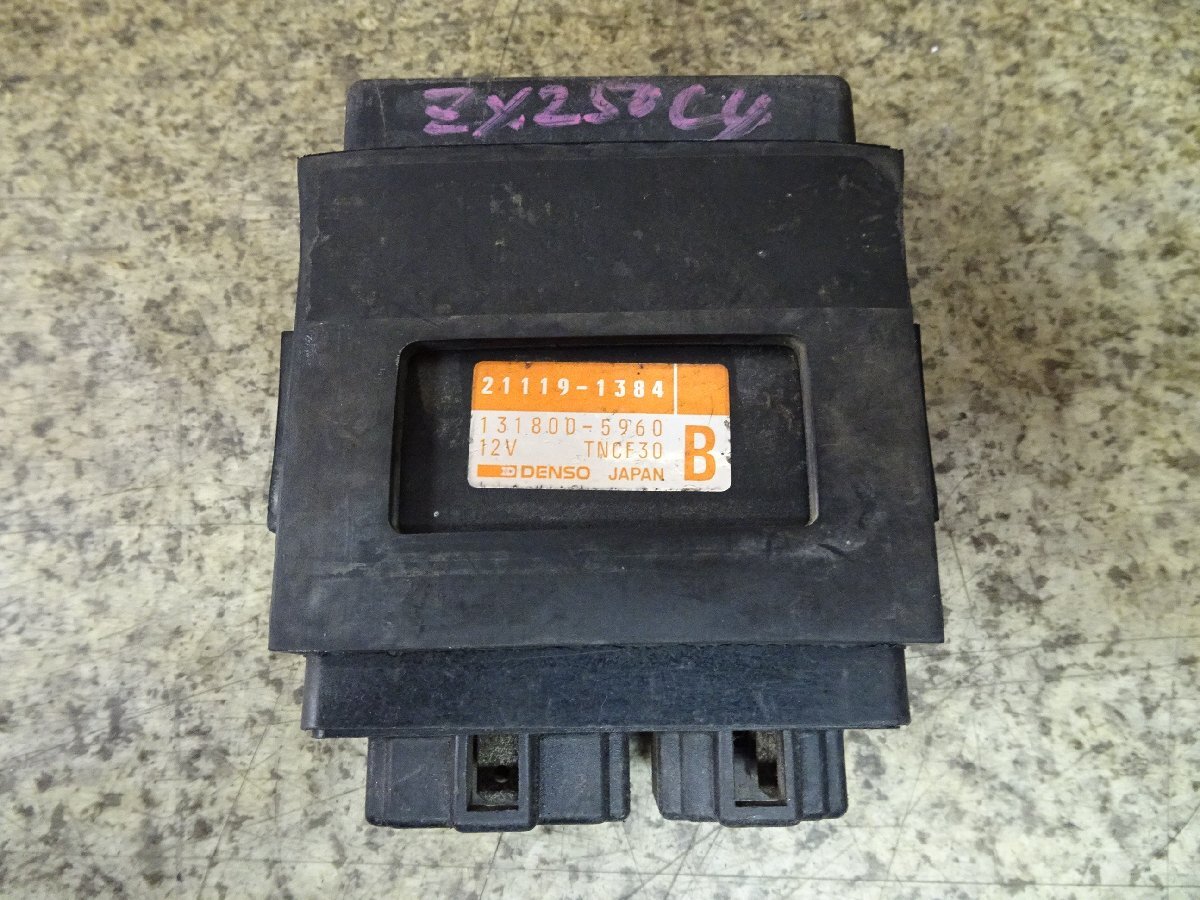 ZX250C4
21119-1384
131800-5960
12V TNCF30
B
DENSO JAPAN